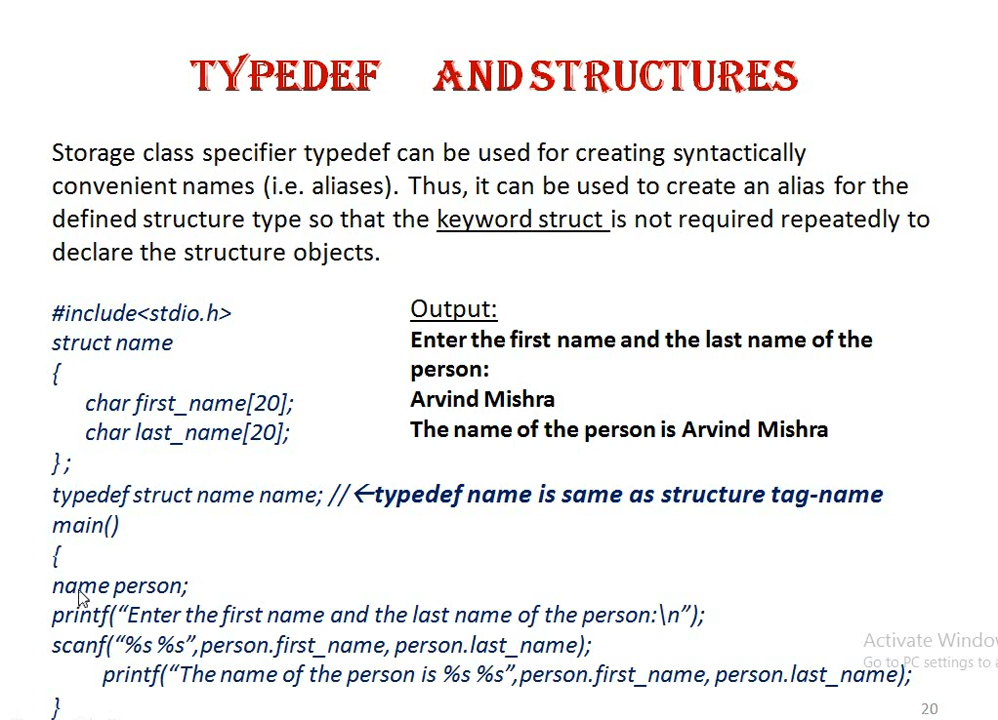 TYPEDEF AND STRUCTURES
Storage class specifier typedef can be used for creating syntactically
convenient names (i.e. aliases). Thus, it can be used to create an alias for the
defined structure type so that the keyword struct is not required repeatedly to
declare the structure objects.
#include<stdio.h>
struct name
{
char first_name[20];
char last_name[20];
};
typedef struct name name; //←typedef name is same as structure tag-name
main()
{
name person;
printf(“Enter the first name and the last name of the person:\n”);
scanf(“%s %s”,person.first_name, person.last_name);
printf(“The name of the person is %s %s”,person.first_name, person.last_name);
}
Output:
Enter the first name and the last name of the
person:
Arvind Mishra
The name of the person is Arvind Mishra
Activate Window
Go to PC settings to a
20